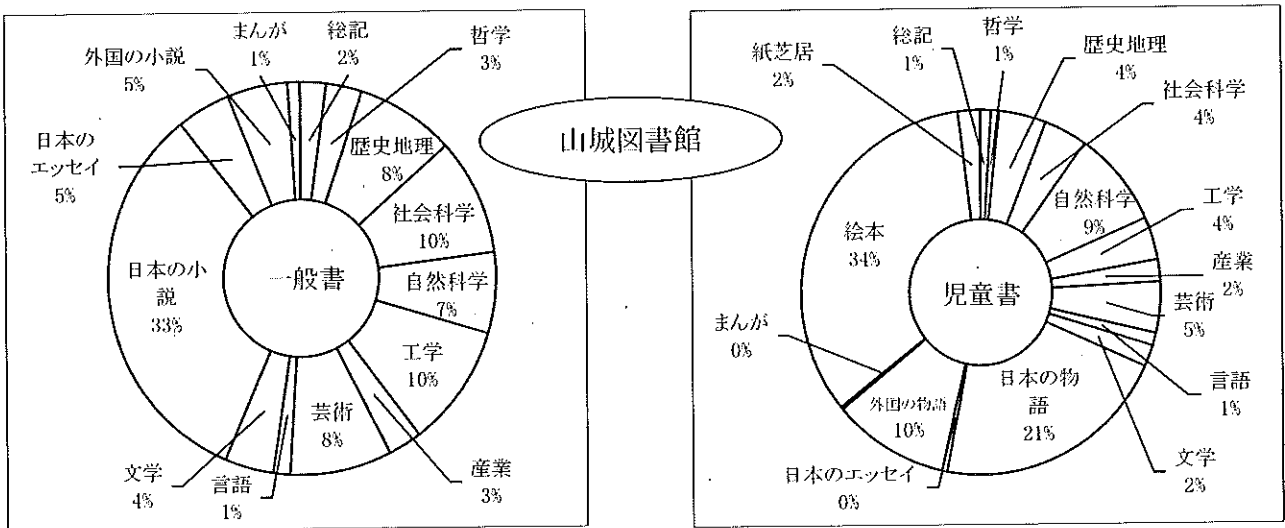 山城図書館
一般書
総記
2%
哲学
3%
歴史地理
8%
社会科学
10%
自然科学
7%
工学
10%
産業
3%
芸術
8%
言語
1%
文学
4%
日本の小
説
33%
日本の
エッセイ
5%
外国の小説
5%
まんが
1%
児童書
総記
1%
哲学
1%
歴史地理
4%
社会科学
4%
自然科学
9%
工学
4%
産業
2%
芸術
5%
言語
1%
文学
2%
日本の物
語
21%
日本のエッセイ
0%
外国の物語
10%
まんが
0%
絵本
34%
紙芝居
2%